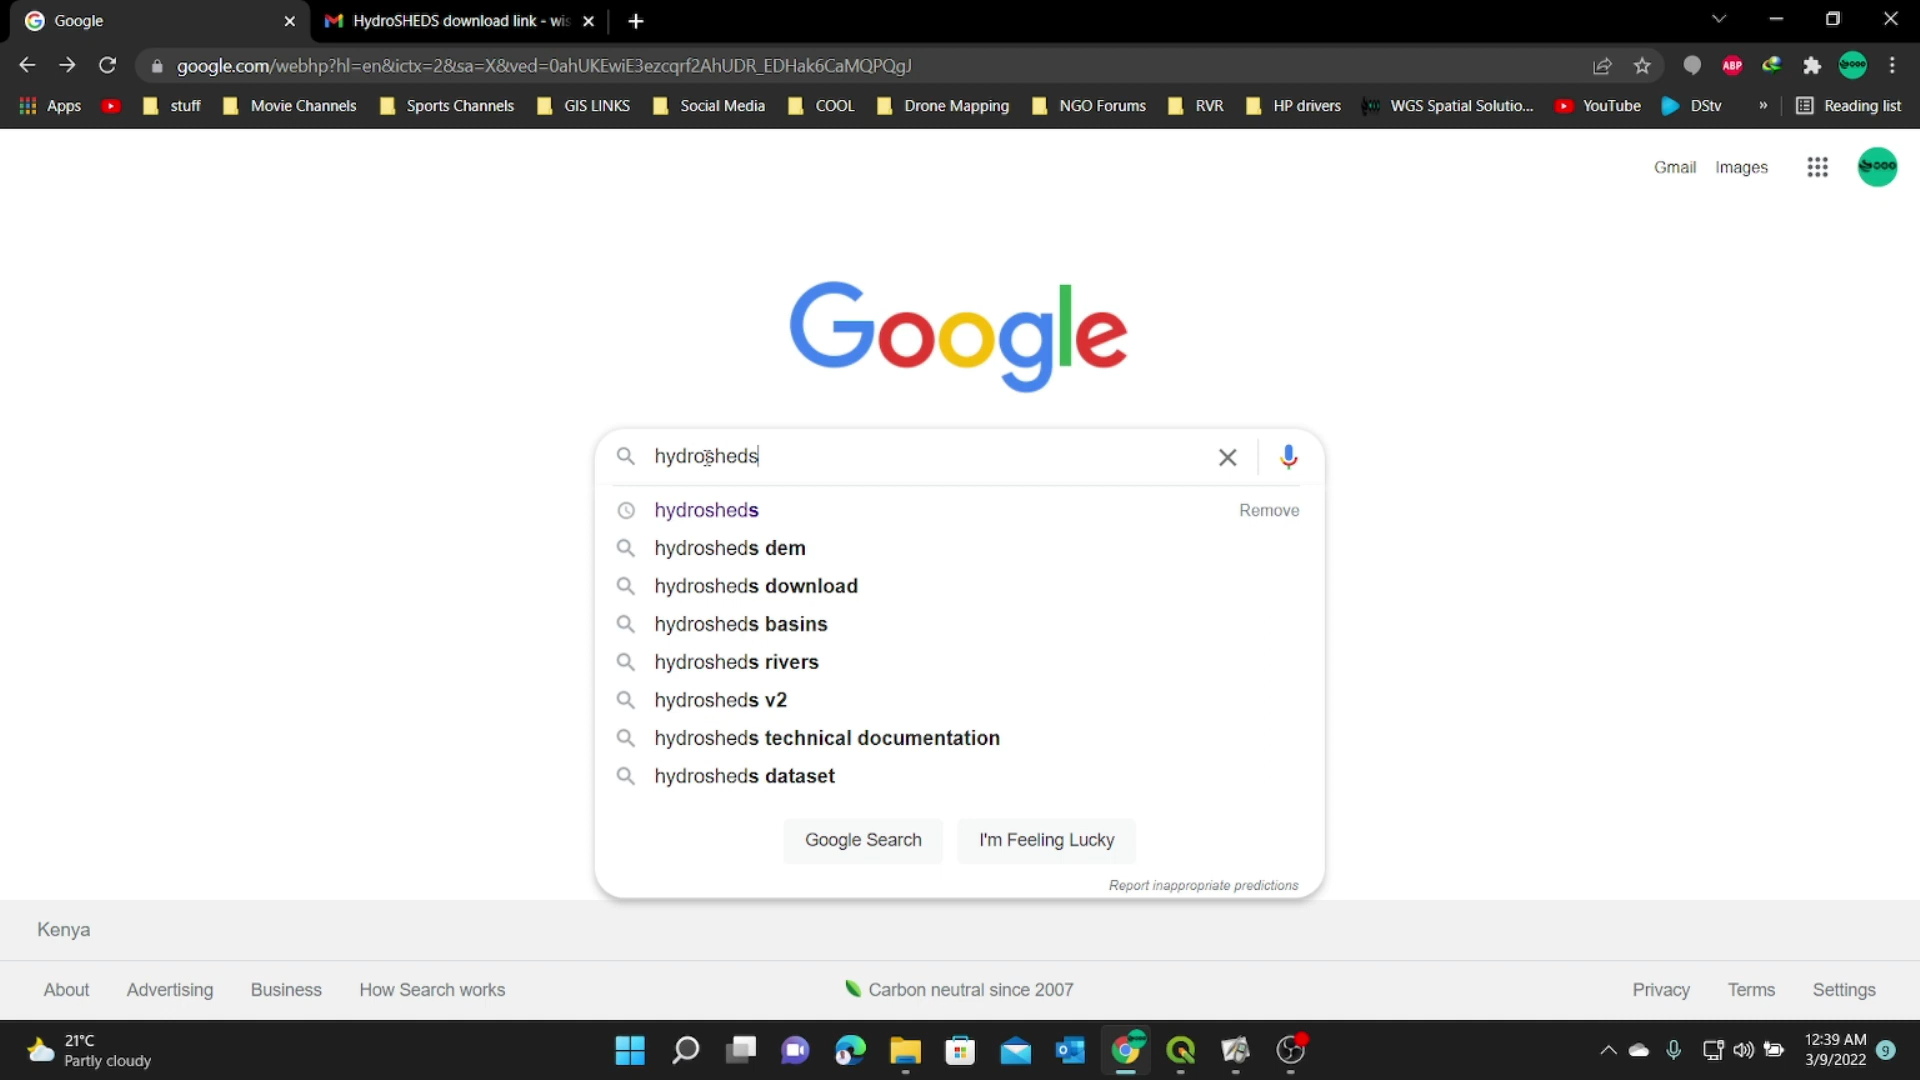 Google
HydroSHEDS download link - wis
google.com/webhp?hl=en&ictx=2&sa=X&ved=0ahUKEwiE3ezcqrf2AhUDR_EDHak6CaMQPQgJ
ABP
Apps stuff Movie Channels Sports Channels GIS LINKS Social Media COOL Drone Mapping NGO Forums RVR HP drivers WGS Spatial Solutio... YouTube DStv » Reading list
Gmail Images
Google
hydrosheds
hydrosheds Remove
hydrosheds dem
hydrosheds download
hydrosheds basins
hydrosheds rivers
hydrosheds v2
hydrosheds technical documentation
hydrosheds dataset
Google Search I'm Feeling Lucky
Report inappropriate predictions
Kenya
About Advertising Business How Search works Carbon neutral since 2007 Privacy Terms Settings
21°C
Partly cloudy
12:39 AM
3/9/2022
9